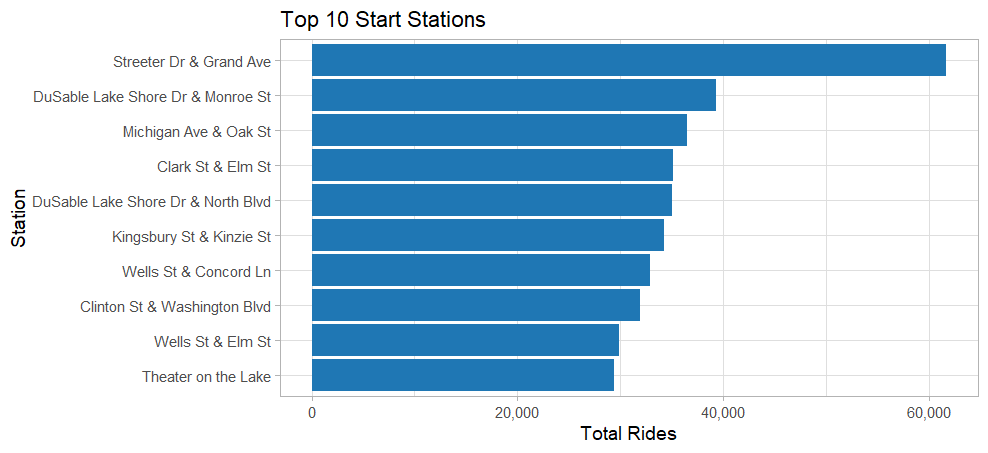 Top 10 Start Stations
Station
Streeter Dr & Grand Ave
DuSable Lake Shore Dr & Monroe St
Michigan Ave & Oak St
Clark St & Elm St
DuSable Lake Shore Dr & North Blvd
Kingsbury St & Kinzie St
Wells St & Concord Ln
Clinton St & Washington Blvd
Wells St & Elm St
Theater on the Lake
0 20,000 40,000 60,000
Total Rides